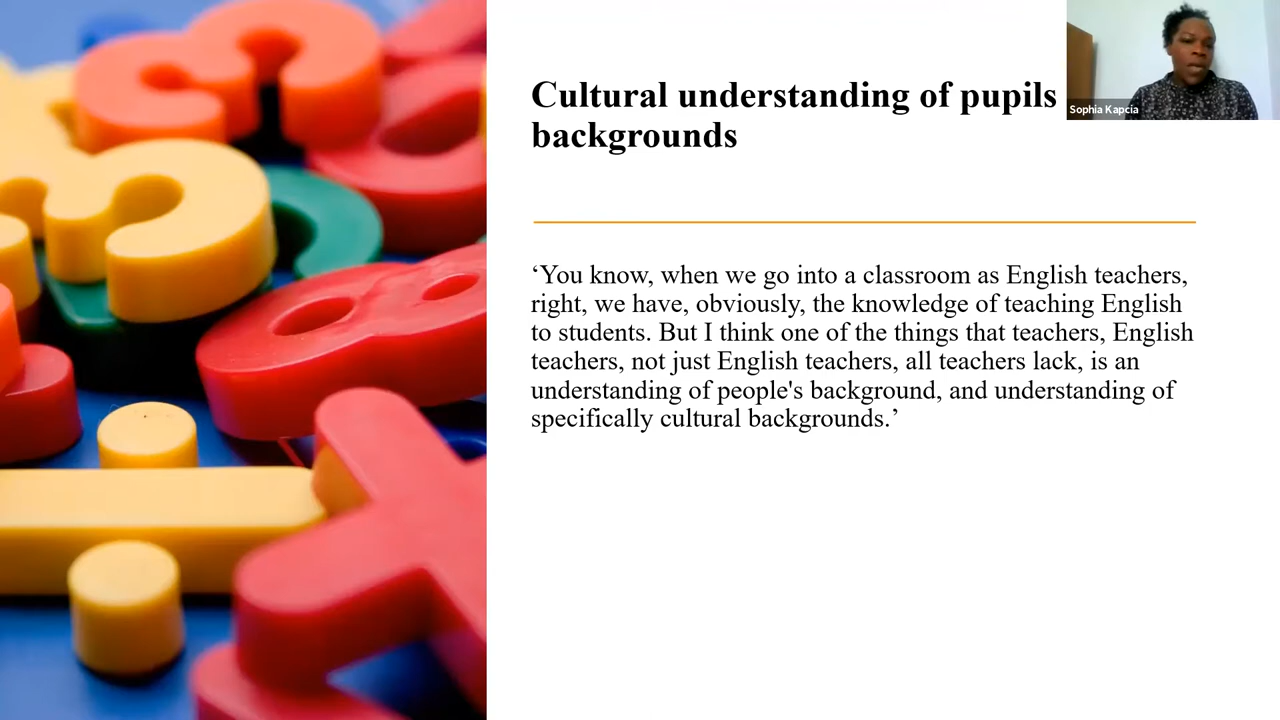 Cultural understanding of pupils
backgrounds
Sophia Kapcia
‘You know, when we go into a classroom as English teachers,
right, we have, obviously, the knowledge of teaching English
to students. But I think one of the things that teachers, English
teachers, not just English teachers, all teachers lack, is an
understanding of people's background, and understanding of
specifically cultural backgrounds.’